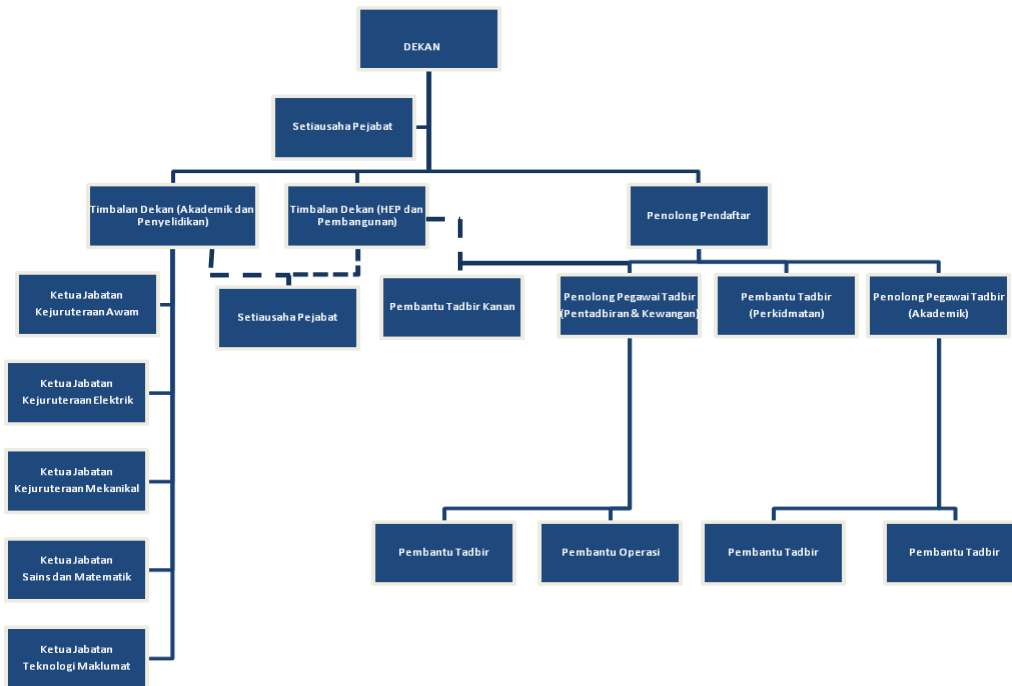 DEKAN
Setiausaha Pejabat
Timbalan Dekan (Akademik dan
Penyelidikan)
Timbalan Dekan (HEP dan
Pembangunan)
Penolong Pendaftar
Ketua Jabatan
Kejuruteraan Awam
Setiausaha Pejabat
Pembantu Tadbir Kanan
Penolong Pegawai Tadbir
(Pentadbiran & Kewangan)
Pembantu Tadbir
(Perkidmatan)
Penolong Pegawai Tadbir
(Akademik)
Ketua Jabatan
Kejuruteraan Elektrik
Ketua Jabatan
Kejuruteraan Mekanikal
Pembantu Tadbir
Pembantu Operasi
Pembantu Tadbir
Pembantu Tadbir
Ketua Jabatan
Sains dan Matematik
Ketua Jabatan
Teknologi Maklumat